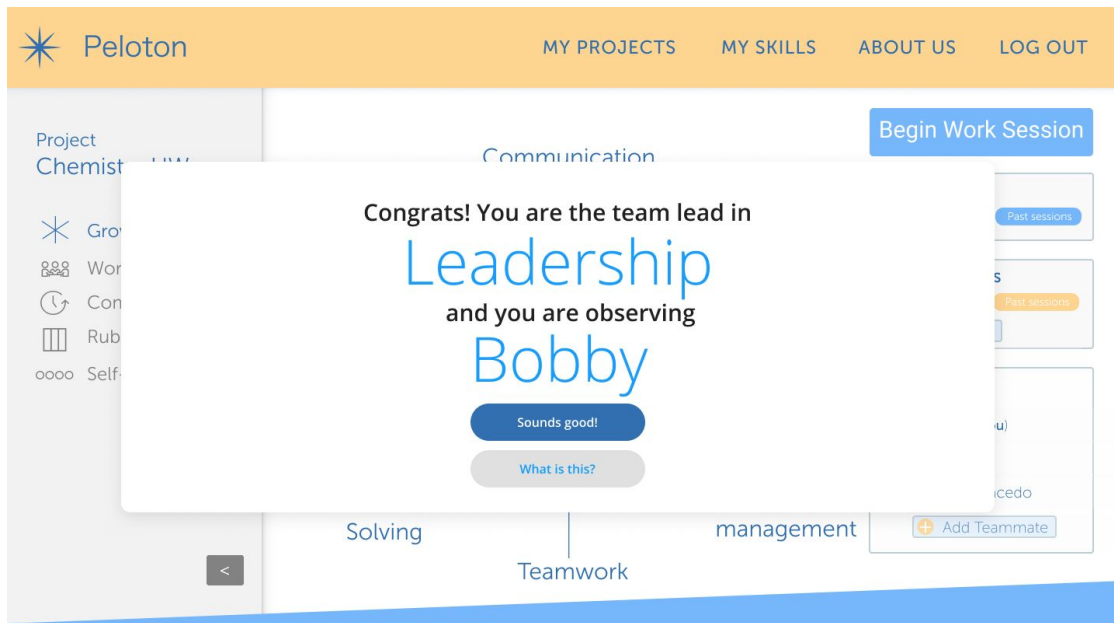 Peloton
MY PROJECTS
MY SKILLS
ABOUT US
LOG OUT
Project
Begin Work Session
Communication
Congrats! You are the team lead in
Leadership
and you are observing
Bobby
Sounds good!
What is this?
Past sessions
Past sessions
Solving
management
Add Teammate
Teamwork
<